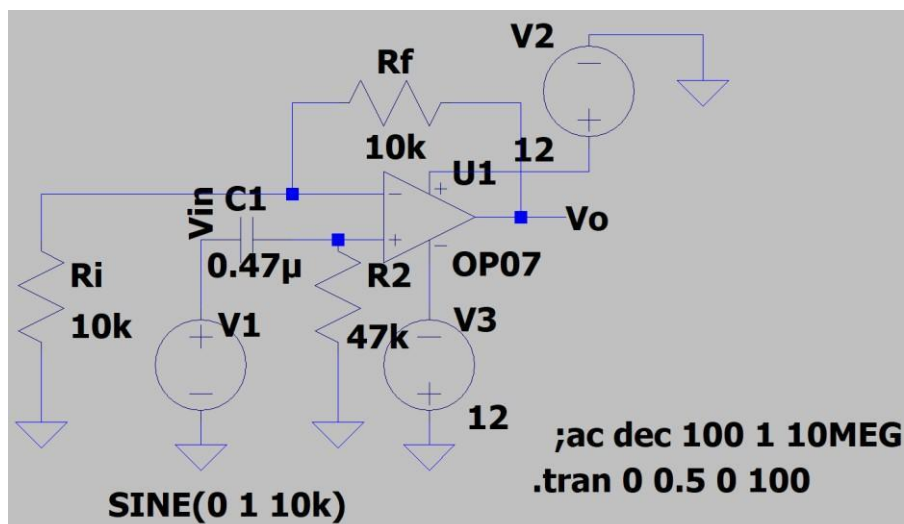 V2
Rf
10k
12
U1
Vin
C1
Vo
0.47µ
R2
OP07
Ri
10k
V1
47k
V3
12
;ac dec 100 1 10MEG
.tran 0 0.5 0 100
SINE(0 1 10k)